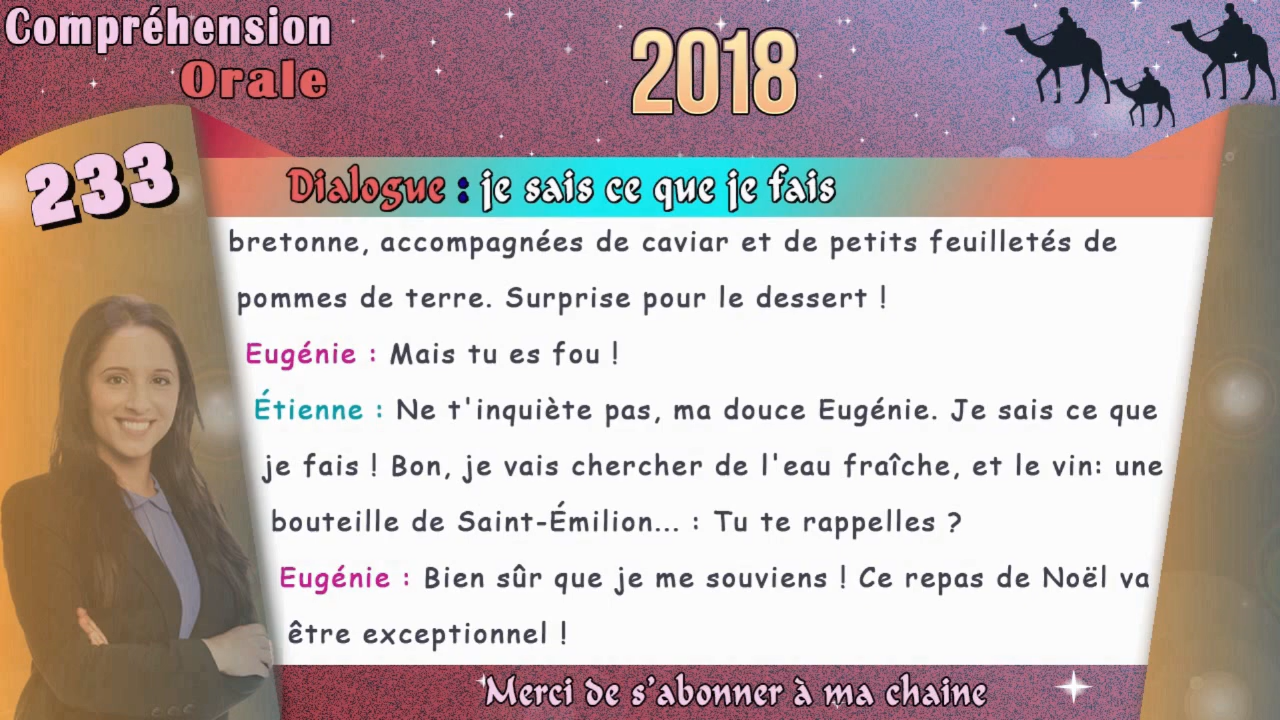 Compréhension
Orale
2018
233
Dialogue : je sais ce que je fais
bretonne, accompagnées de caviar et de petits feuilletés de
pommes de terre. Surprise pour le dessert !
Eugénie : Mais tu es fou !
Étienne : Ne t'inquiète pas, ma douce Eugénie. Je sais ce que
je fais ! Bon, je vais chercher de l'eau fraîche, et le vin: une
bouteille de Saint-Émilion... : Tu te rappelles ?
Eugénie : Bien sûr que je me souviens ! Ce repas de Noël va
être exceptionnel !
Merci de s'abonner à ma chaine